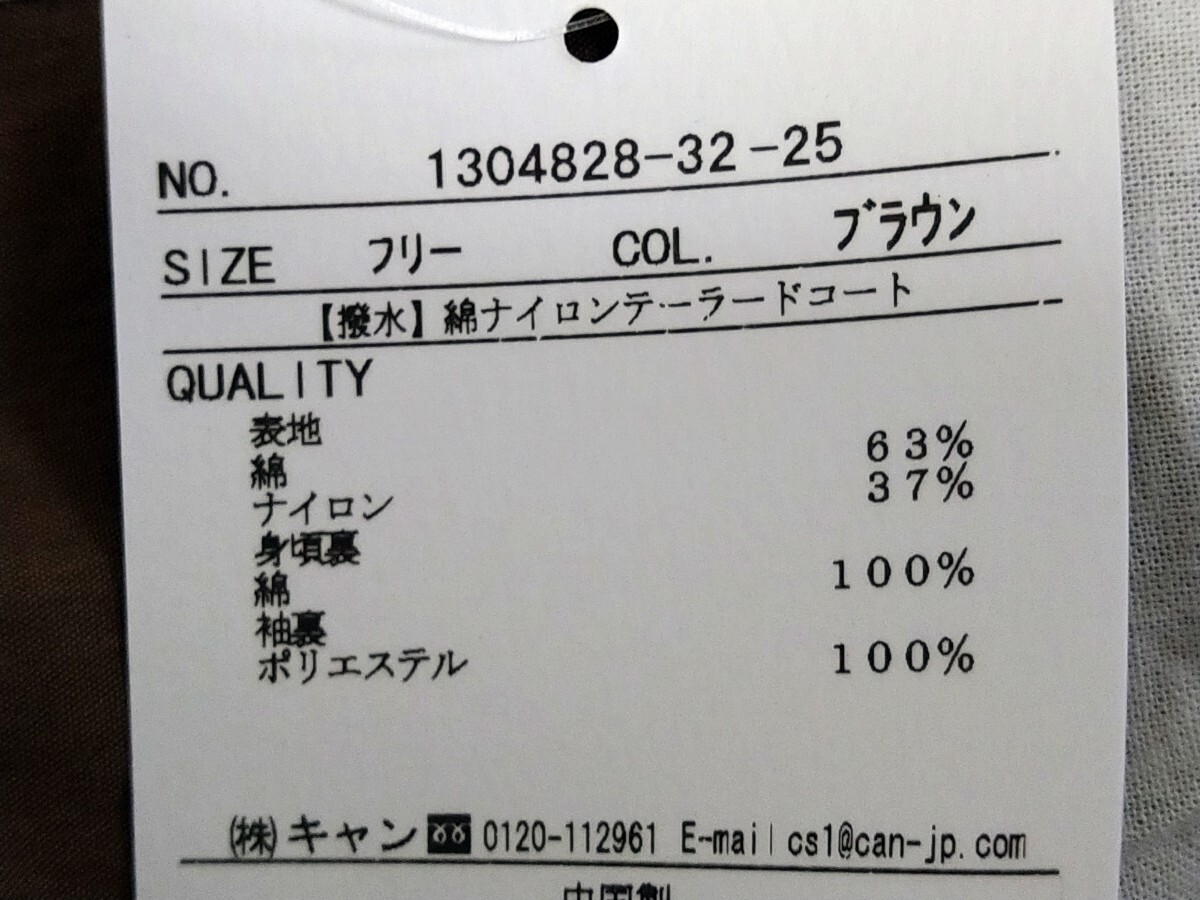 NO. 1304828-32-25
SIZE フリー COL. ブラウン
【撥水】綿ナイロンテーラードコート
QUALITY
表地
綿 63%
ナイロン 37%
身頃裏
綿 100%
袖裏
ポリエステル 100%
㈱キャン 0120-112961 E-mail cs1@can-jp.com
中国製